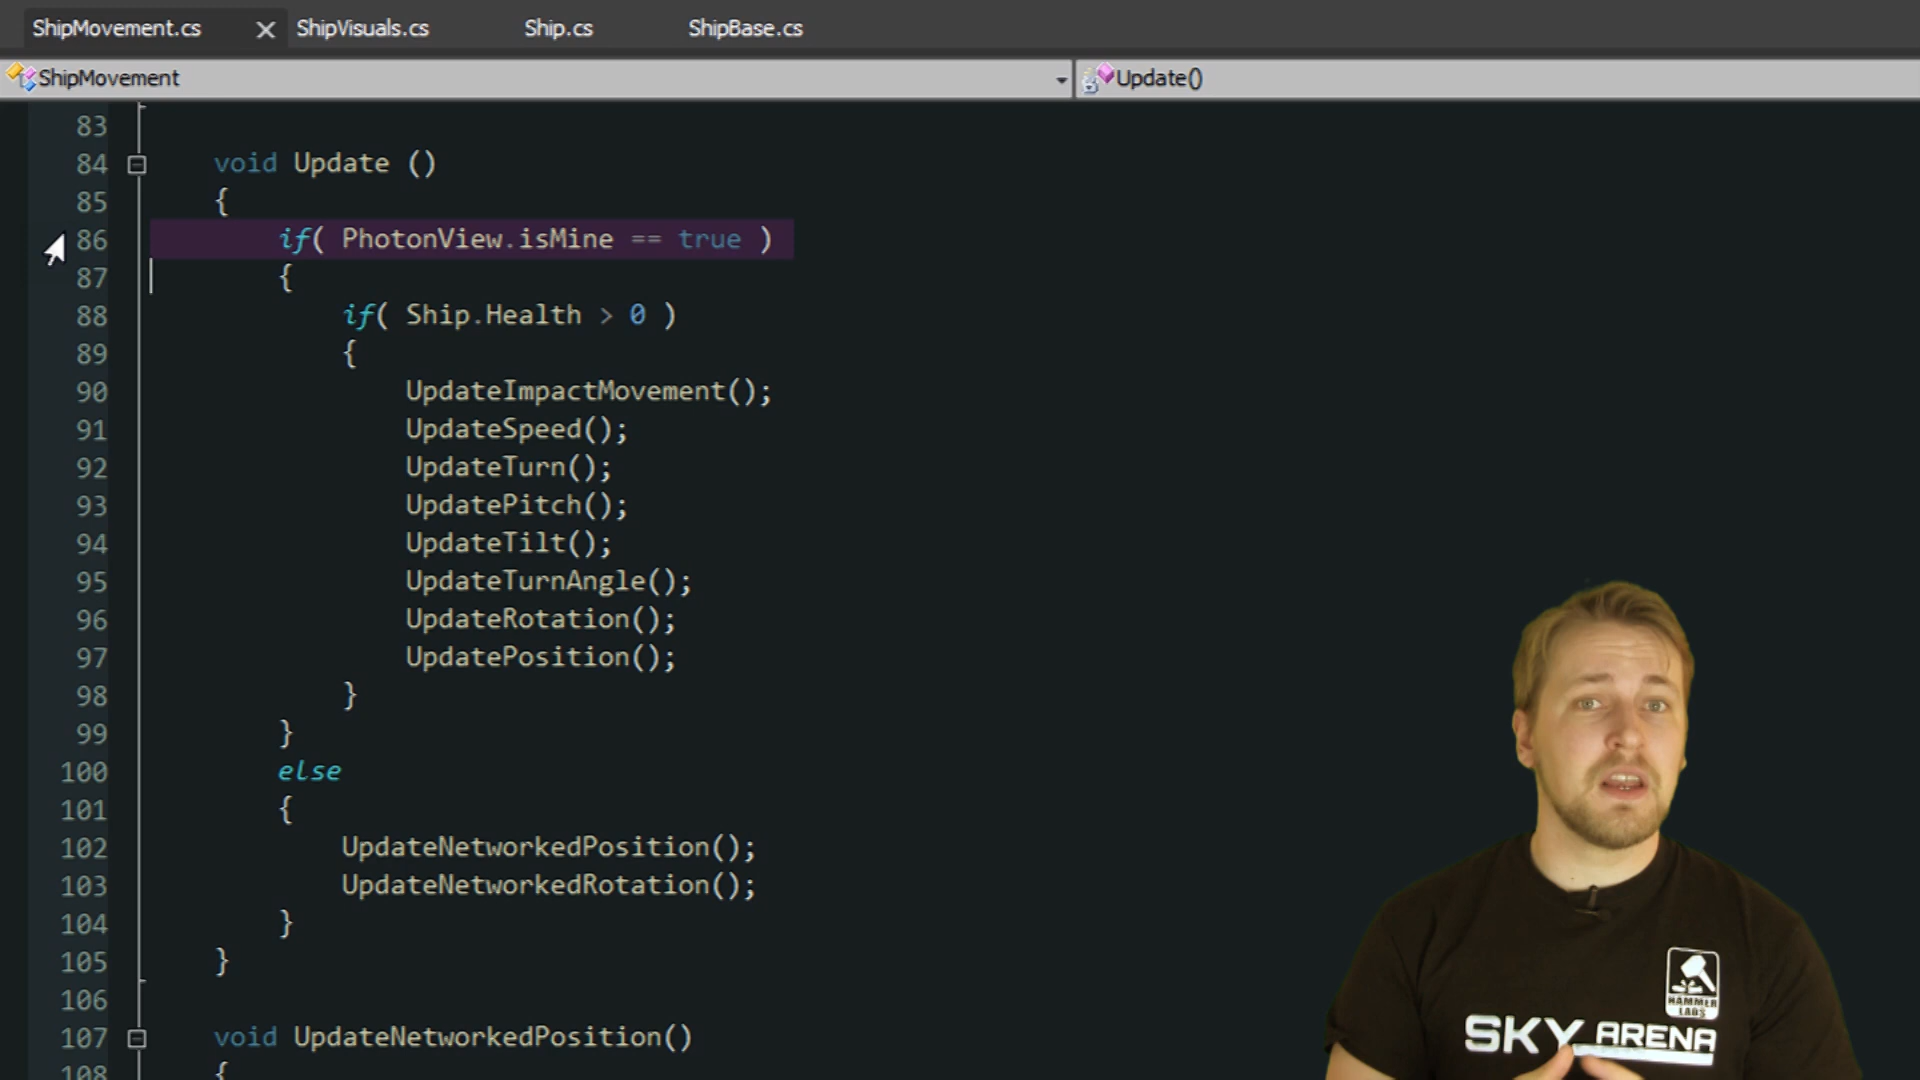 ShipMovement.cs ShipVisuals.cs Ship.cs ShipBase.cs
ShipMovement Update()
83
84 void Update ()
85 {
86 if( PhotonView.isMine == true )
87 {
88 if( Ship.Health > 0 )
89 {
90 UpdateImpactMovement();
91 UpdateSpeed();
92 UpdateTurn();
93 UpdatePitch();
94 UpdateTilt();
95 UpdateTurnAngle();
96 UpdateRotation();
97 UpdatePosition();
98 }
99 }
100 else
101 {
102 UpdateNetworkedPosition();
103 UpdateNetworkedRotation();
104 }
105 }
106
107 void UpdateNetworkedPosition()
108 {
HAMMER
LABS
SKY ARENA